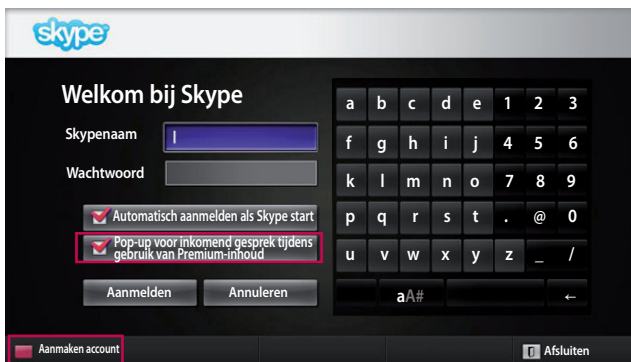 skype
Welkom bij Skype
Skypenaam
Wachtwoord
Automatisch aanmelden als Skype start
Pop-up voor inkomend gesprek tijdens
gebruik van Premium-inhoud
Aanmelden Annuleren
a b c d e 1 2 3
f g h i j 4 5 6
k l m n o 7 8 9
p q r s t . @ 0
u v w x y z _ /
aA# ←
Aanmaken account
Afsluiten